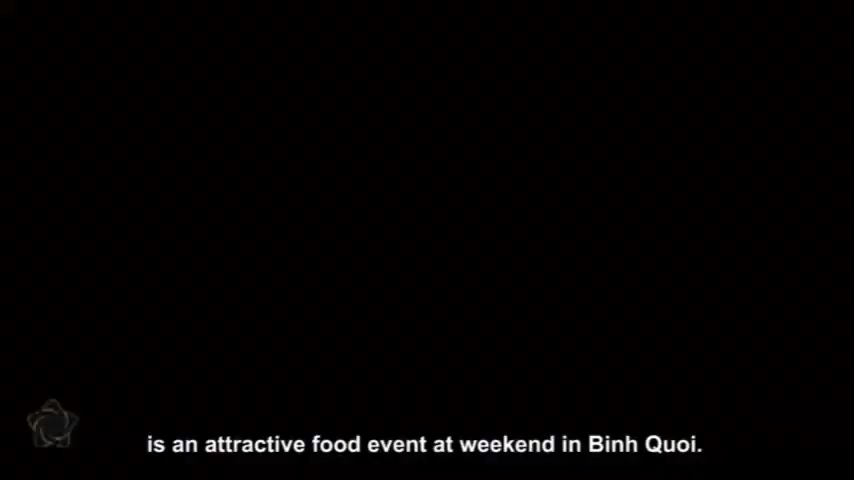 is an attractive food event at weekend in Binh Quoi.